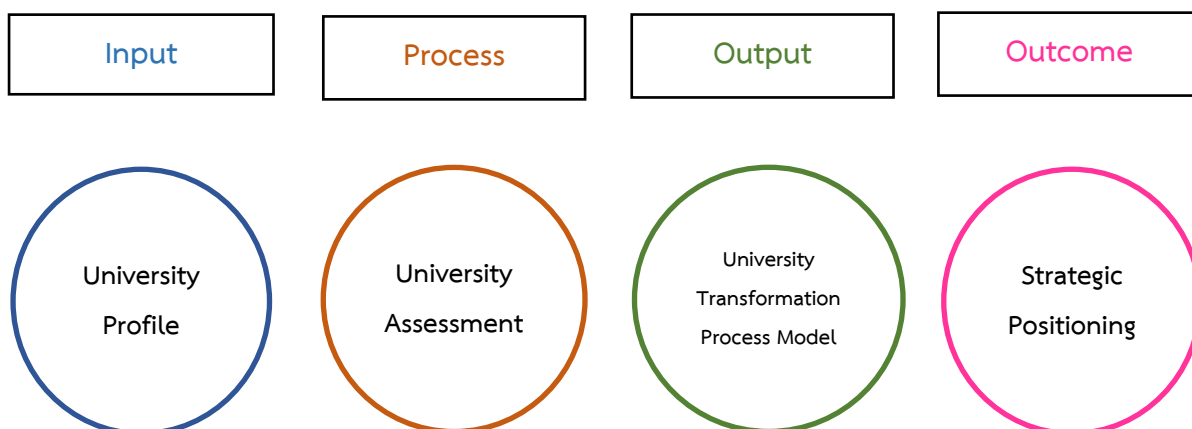 Input
Process
Output
Outcome
University
Profile
University
Assessment
University
Transformation
Process Model
Strategic
Positioning